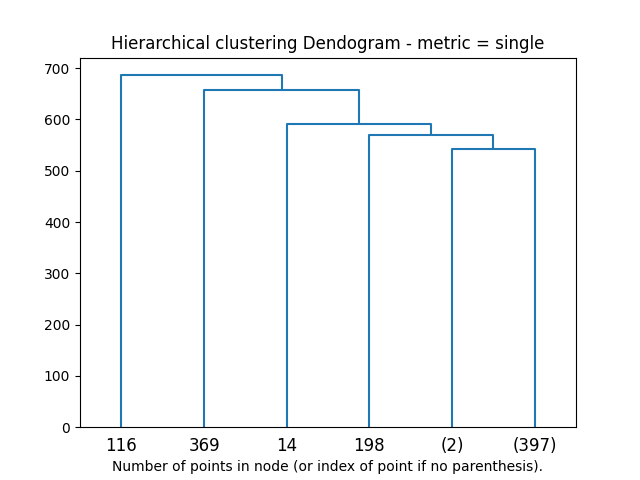 Hierarchical clustering Dendogram - metric = single
700
600
500
400
300
200
100
0
116 369 14 198 (2) (397)
Number of points in node (or index of point if no parenthesis).